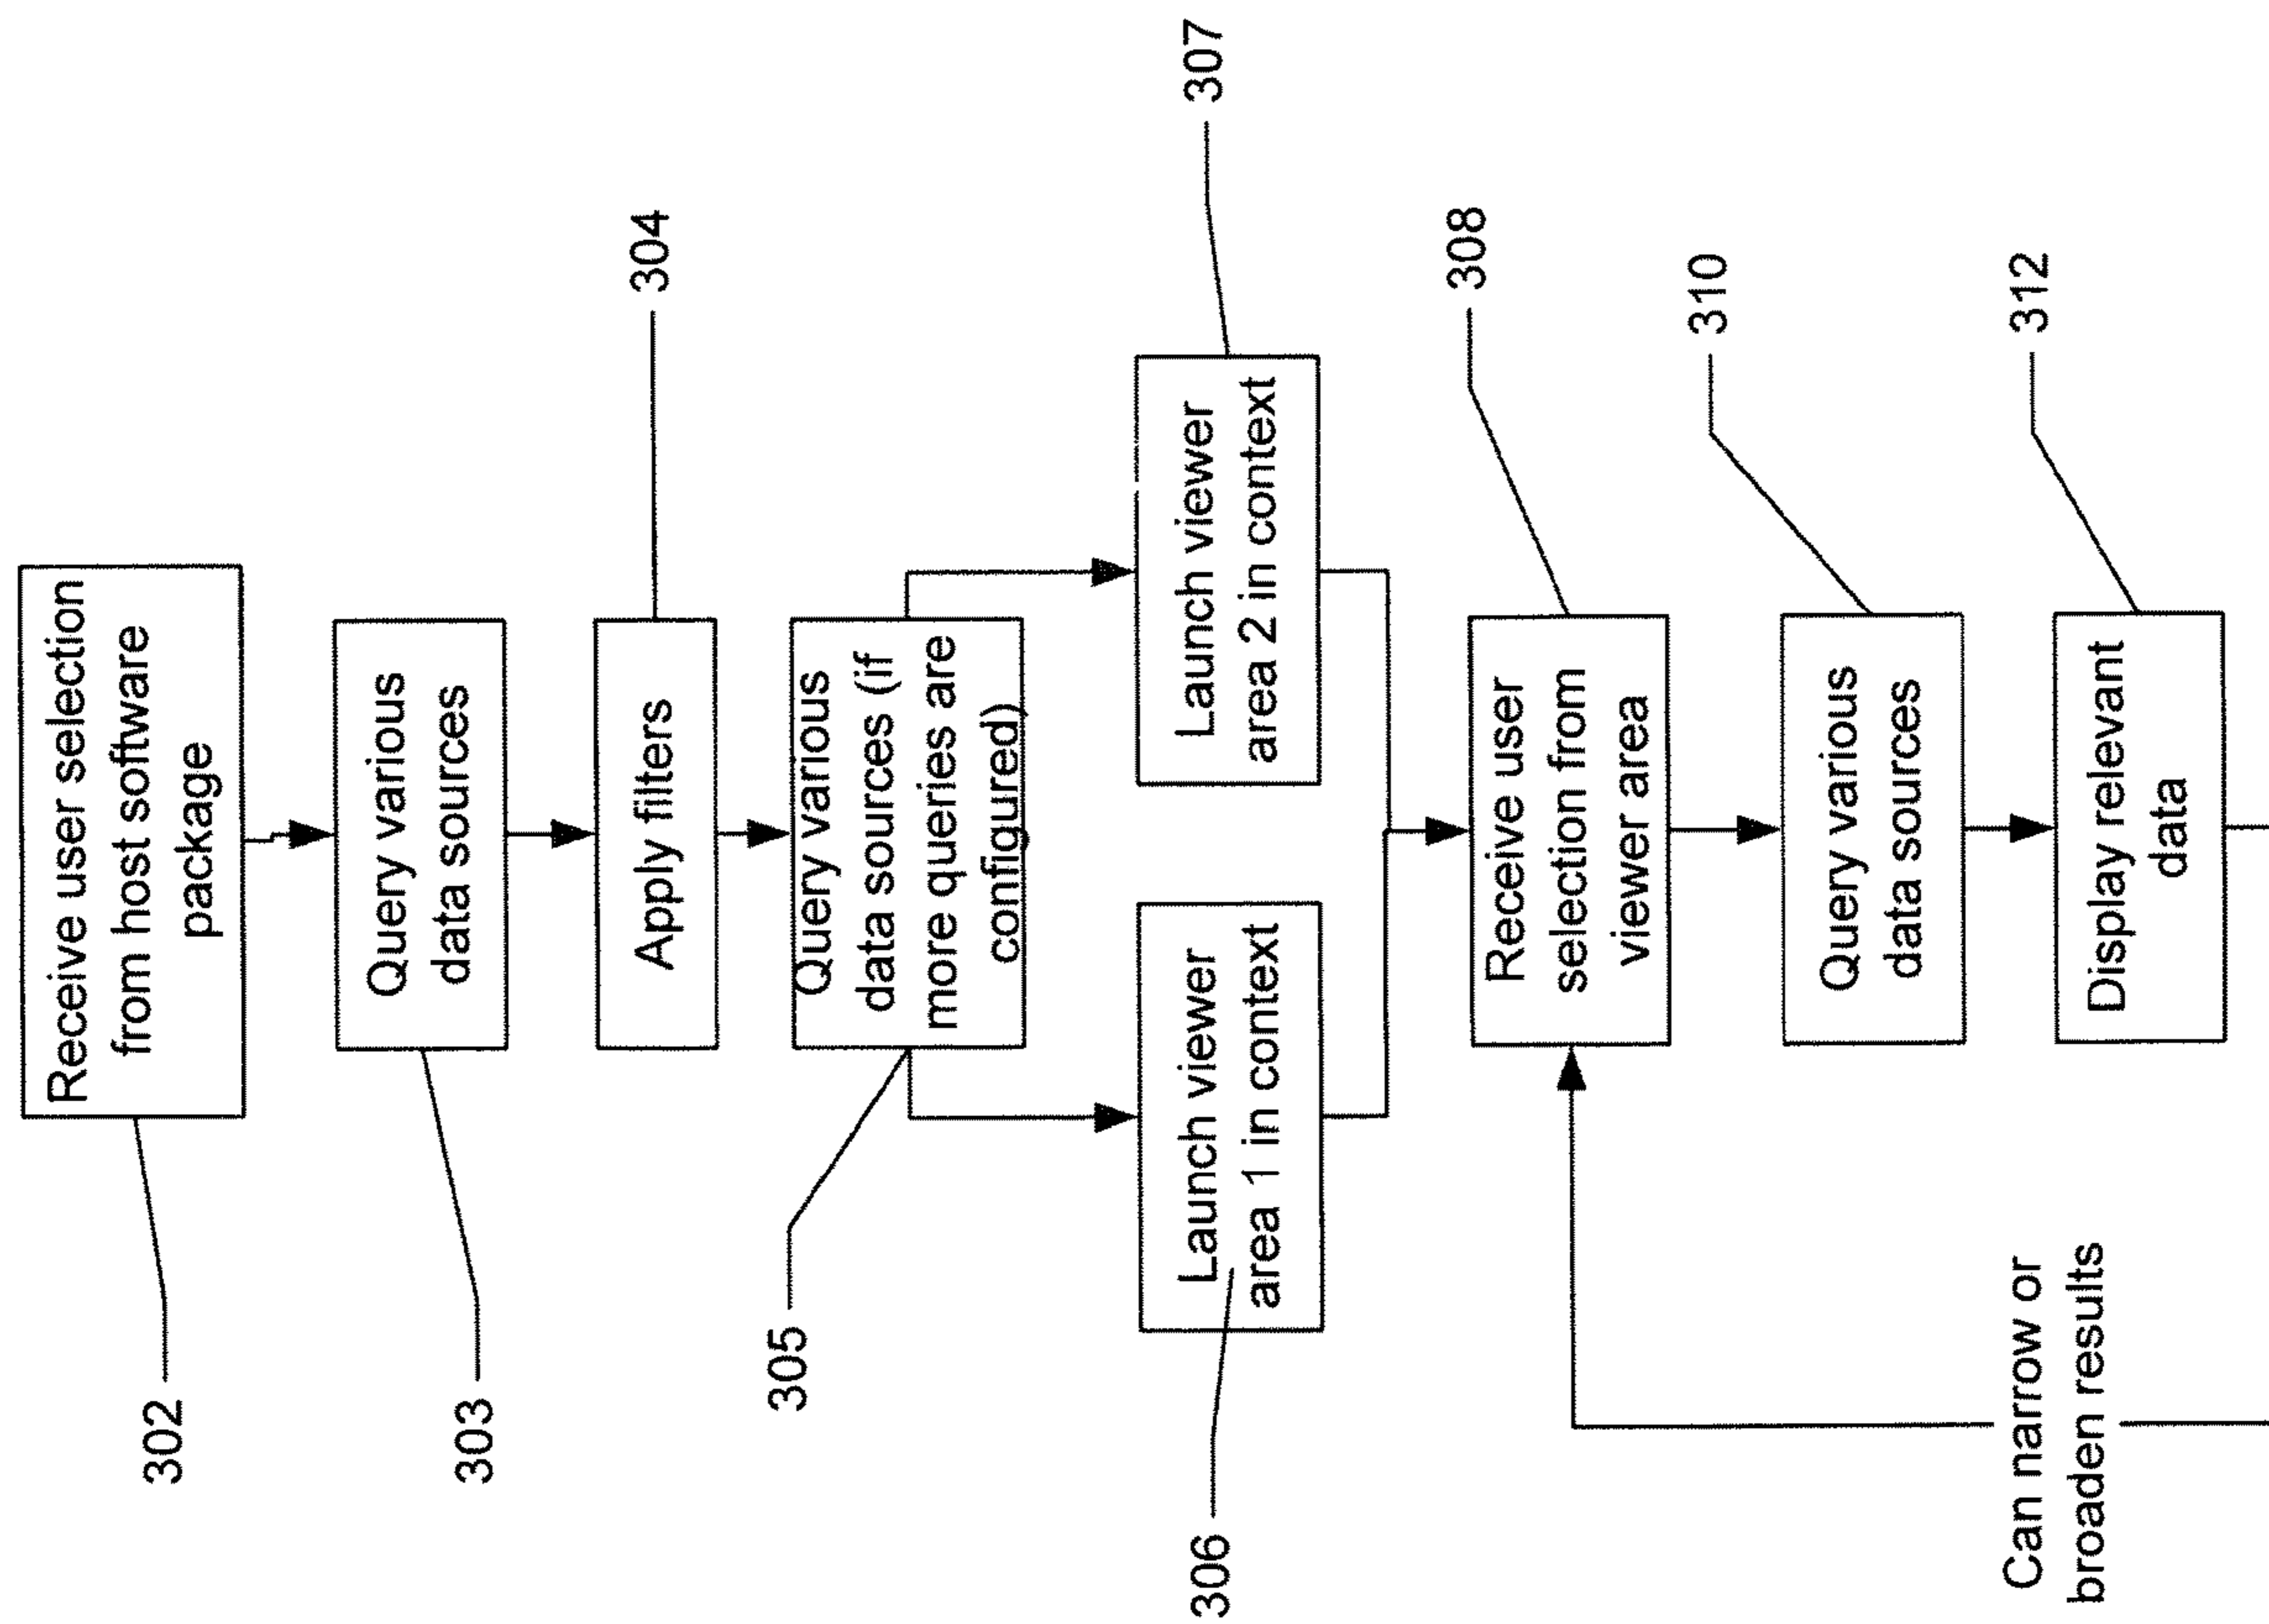 302
Receive user selection
from host software
package
303
Query various
data sources
304
Apply filters
305
Query various
data sources (if
more queries are
configured)
306
Launch viewer
area 1 in context
307
Launch viewer
area 2 in context
308
Receive user
selection from
viewer area
310
Query various
data sources
312
Display relevant
data
Can narrow or
broaden results